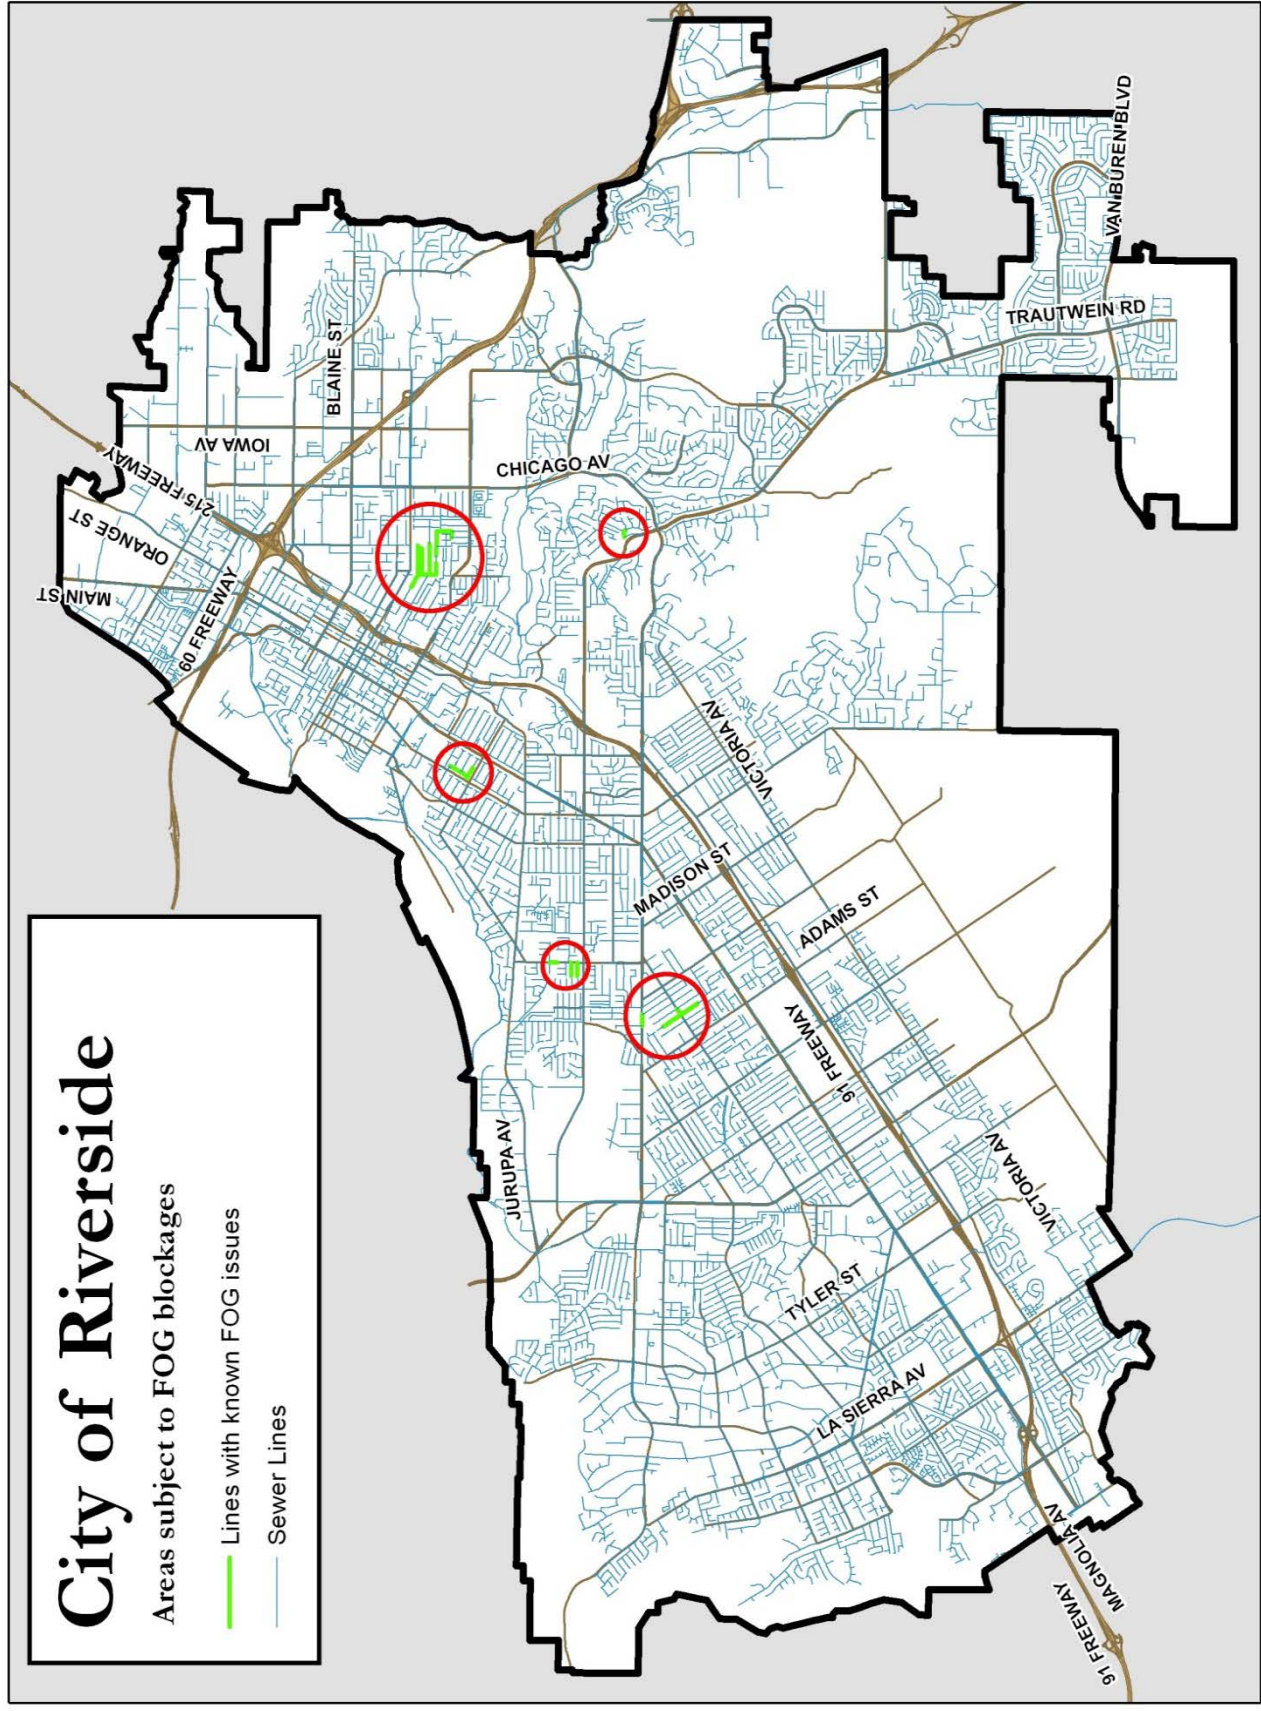 City of Riverside
Areas subject to FOG blockages
Lines with known FOG issues
Sewer Lines
MAIN ST
ORANGE ST
215 FREEWAY
60 FREEWAY
IOWA AV
BLAINE ST
CHICAGO AV
VAN BUREN BLVD
TRAUTWEIN RD
VICTORIA AV
MADISON ST
ADAMS ST
91 FREEWAY
JURUPA AV
VICTORIA AV
TYLER ST
LA SIERRA AV
MAGNOLIA AV
91 FREEWAY